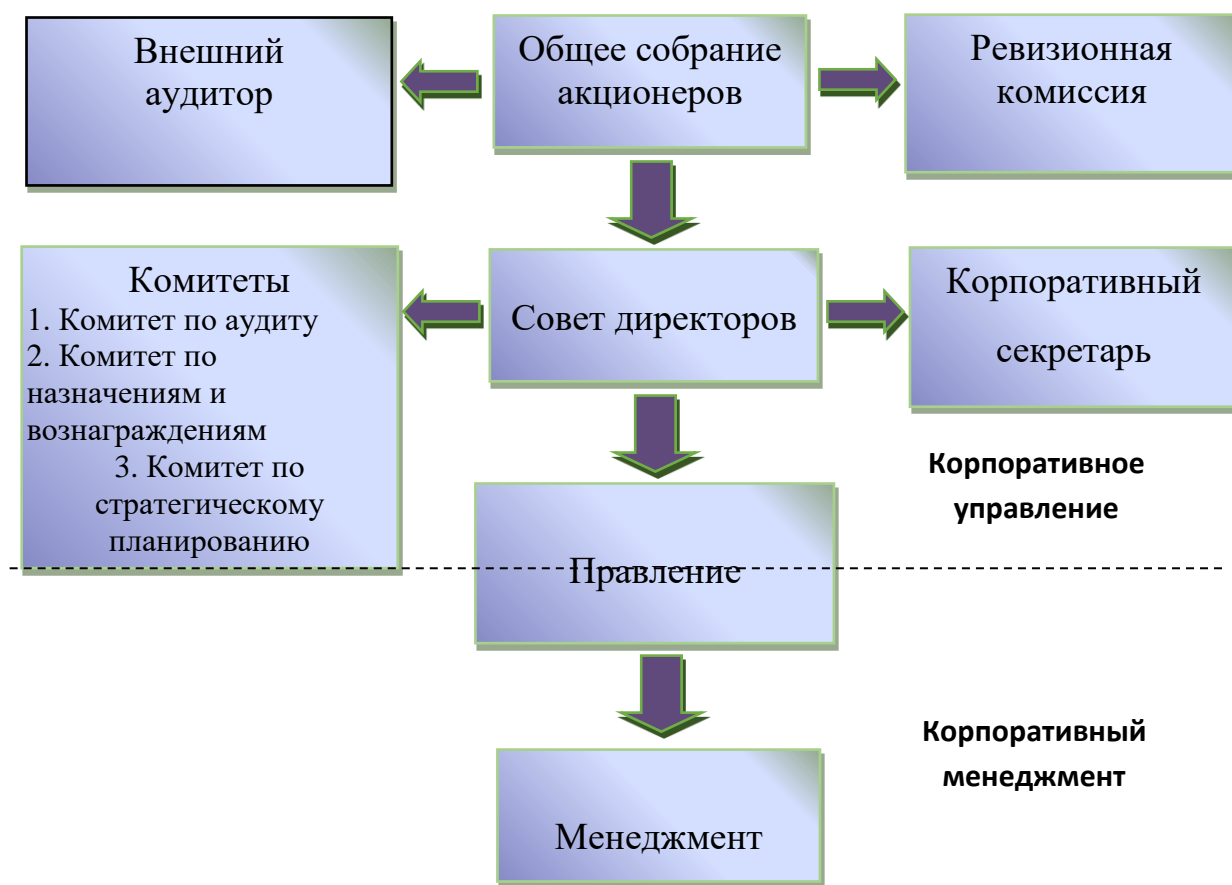 Внешний
аудитор
Общее собрание
акционеров
Ревизионная
комиссия
Комитеты
1. Комитет по аудиту
2. Комитет по
назначениям и
вознаграждениям
3. Комитет по
стратегическому
планированию
Совет директоров
Корпоративный
секретарь
Корпоративное
управление
Правление
Корпоративный
менеджмент
Менеджмент